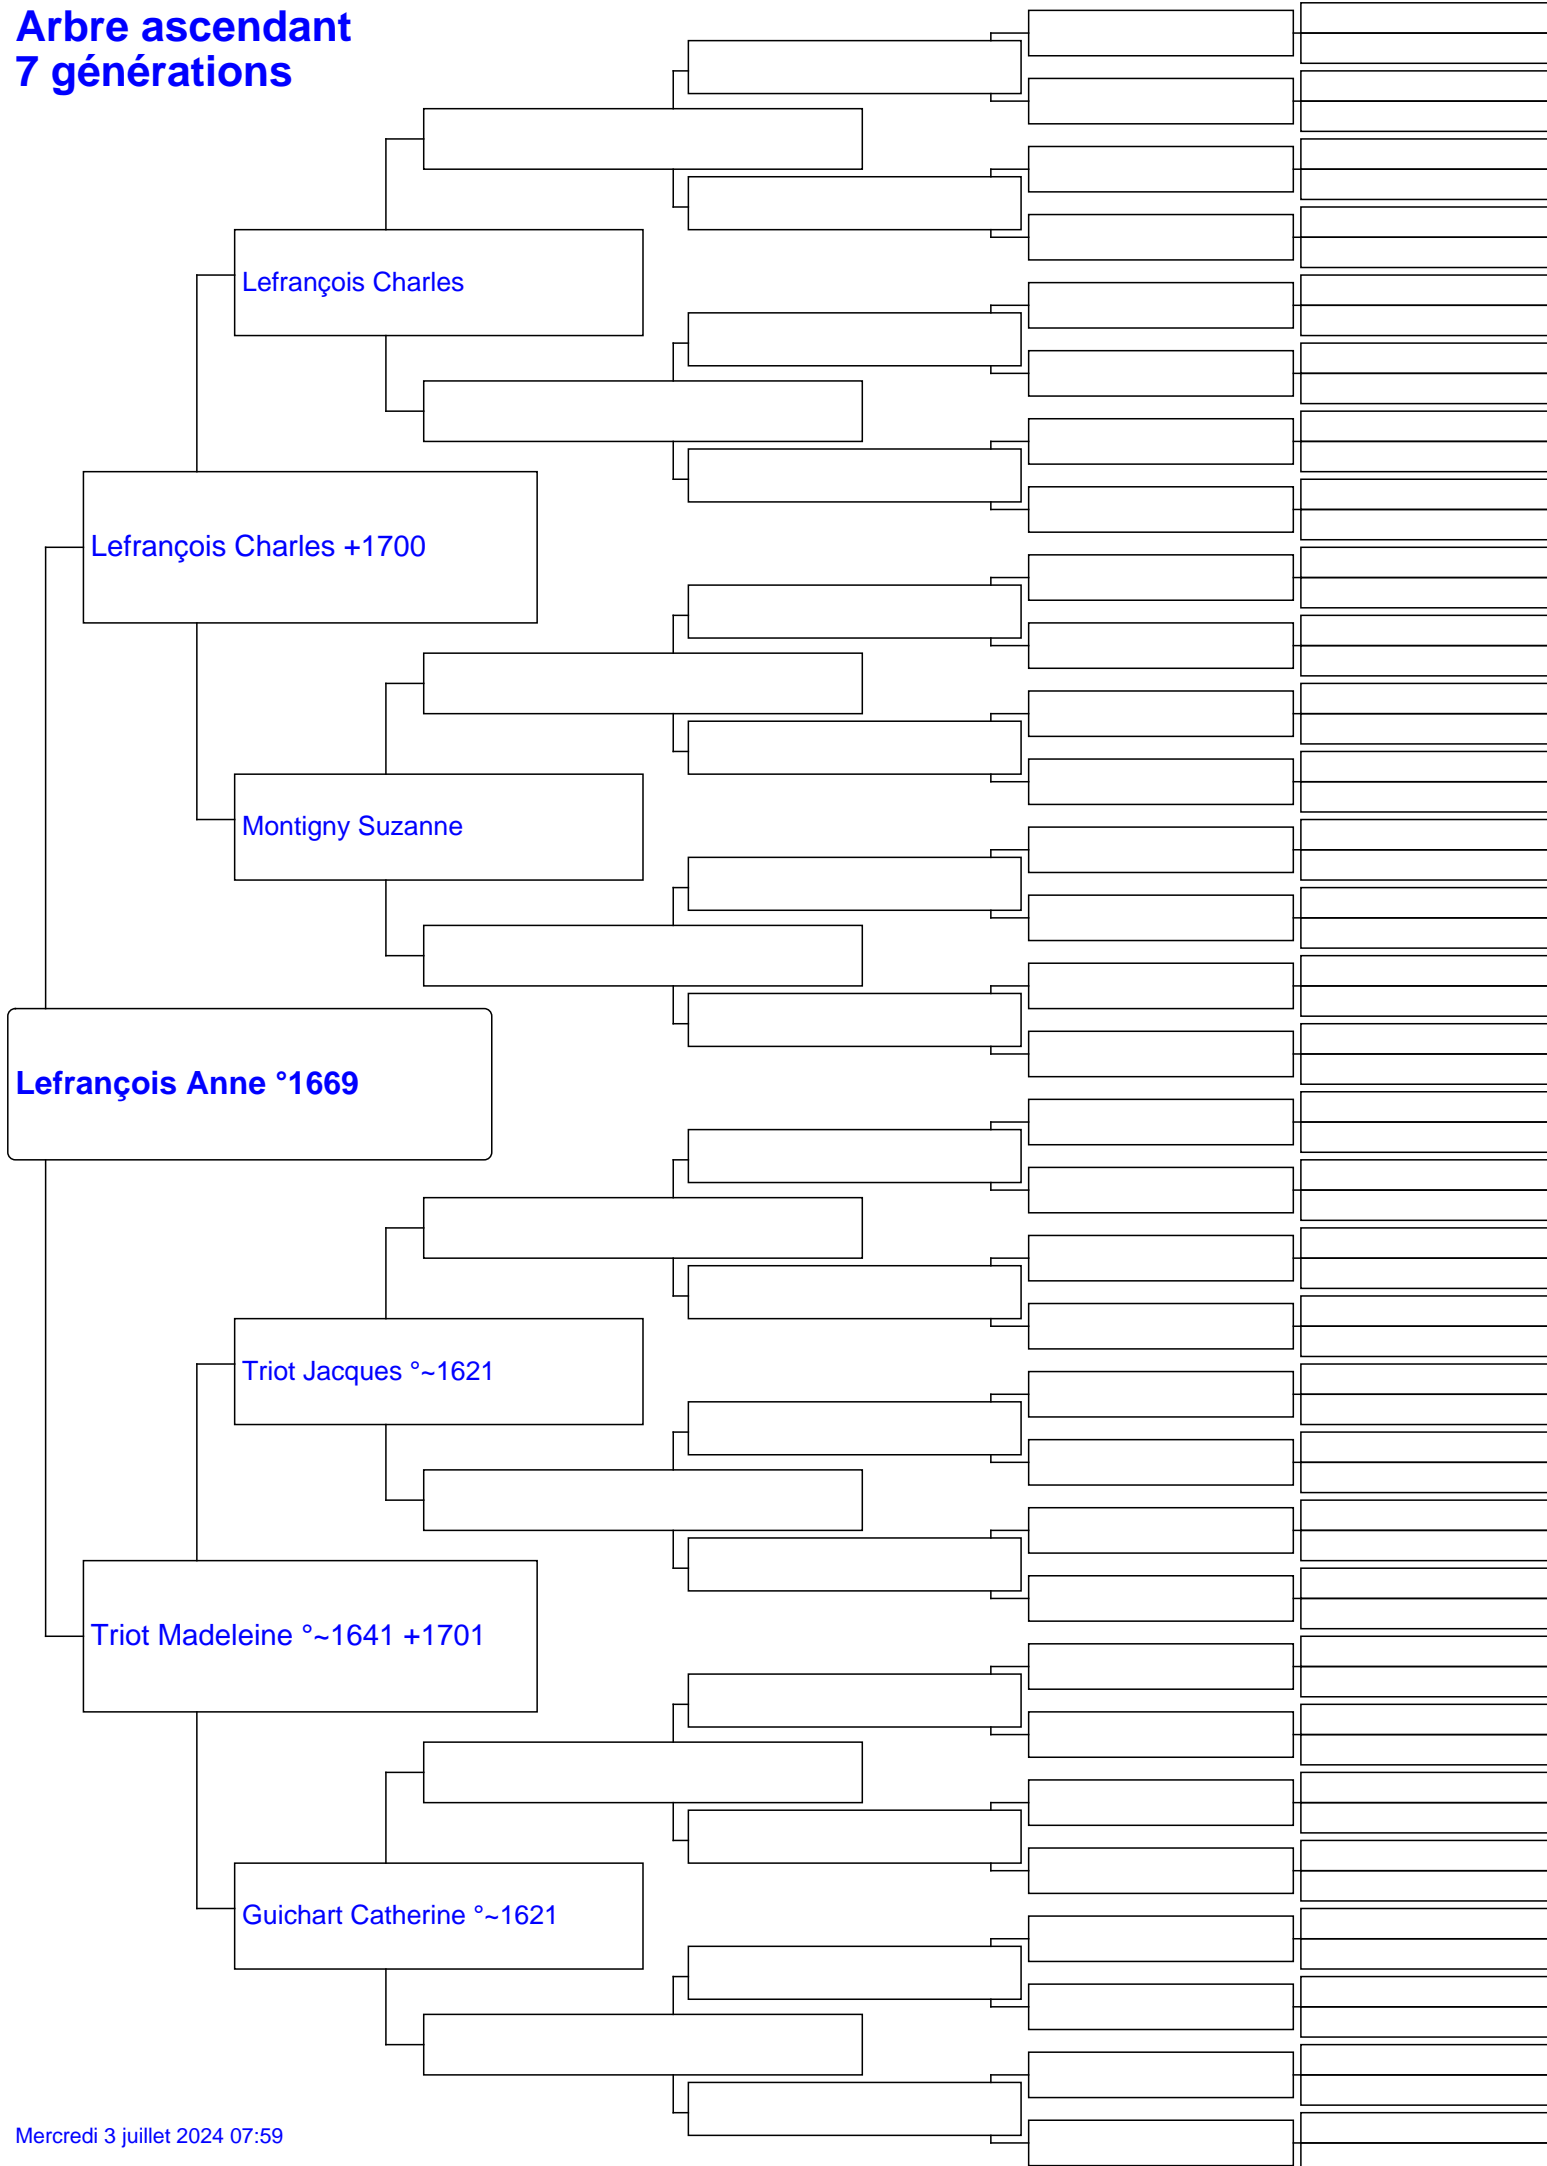 Arbre ascendant
7 générations
Lefrançois Charles
Lefrançois Charles +1700
Montigny Suzanne
Lefrançois Anne °1669
Triot Jacques °~1621
Triot Madeleine °~1641 +1701
Guichart Catherine °~1621
Mercredi 3 juillet 2024 07:59